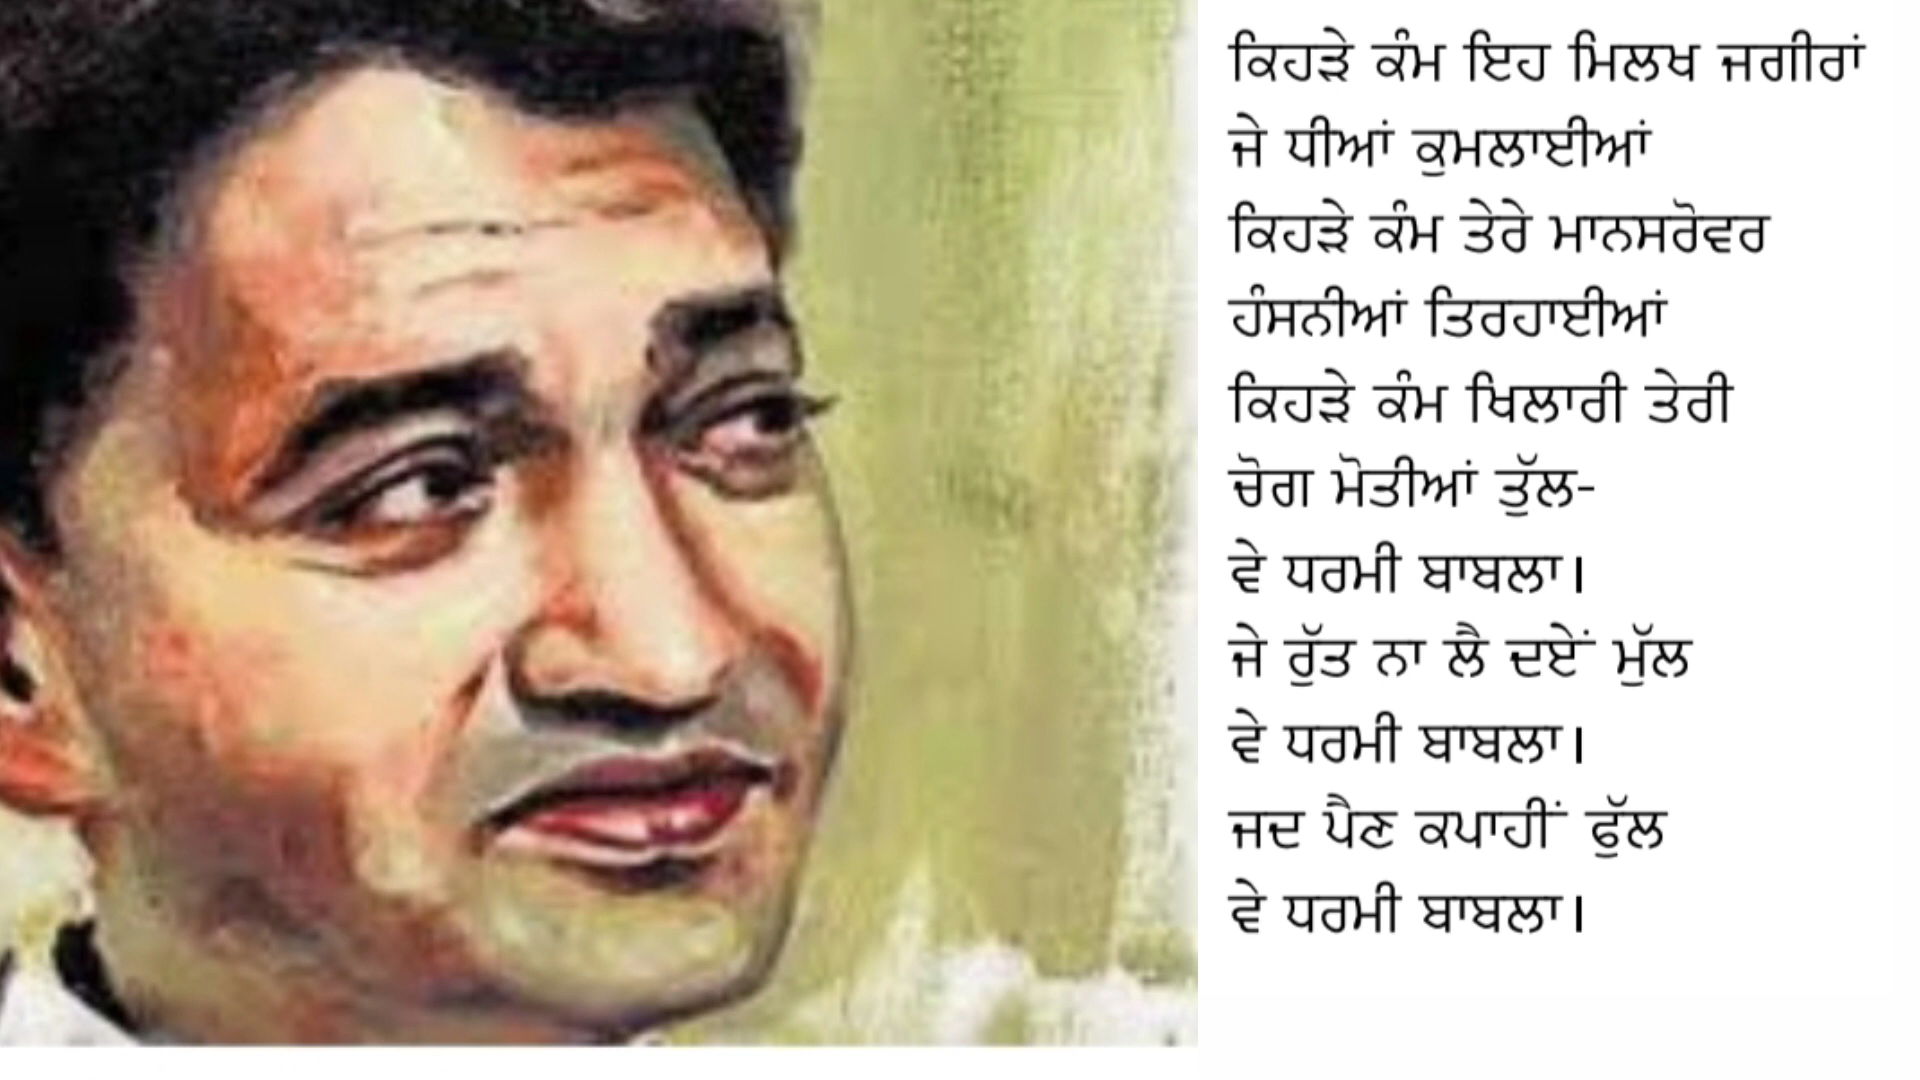 ਕਿਹੜੇ ਕੰਮ ਇਹ ਮਿਲਖ ਜਗੀਰਾਂ
ਜੇ ਧੀਆਂ ਕੁਮਲਾਈਆਂ
ਕਿਹੜੇ ਕੰਮ ਤੇਰੇ ਮਾਨਸਰੋਵਰ
ਹੰਸਨੀਆਂ ਤਿਰਹਾਈਆਂ
ਕਿਹੜੇ ਕੰਮ ਖਿਲਾਰੀ ਤੇਰੀ
ਚੋਗ ਮੋਤੀਆਂ ਤੁੱਲ-
ਵੇ ਧਰਮੀ ਬਾਬਲਾ।
ਜੇ ਰੁੱਤ ਨਾ ਲੈ ਦਏਂ ਮੁੱਲ
ਵੇ ਧਰਮੀ ਬਾਬਲਾ।
ਜਦ ਪੈਣ ਕਪਾਹੀਂ ਫੁੱਲ
ਵੇ ਧਰਮੀ ਬਾਬਲਾ।